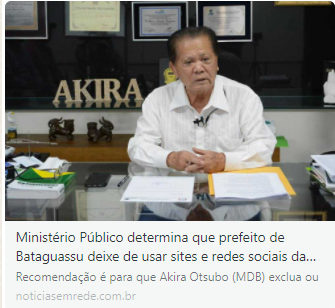 AKIRA
Ministério Público determina que prefeito de
Bataguassu deixe de usar sites e redes sociais da...
Recomendação é para que Akira Otsubo (MDB) exclua ou
noticiasemrede.com.br